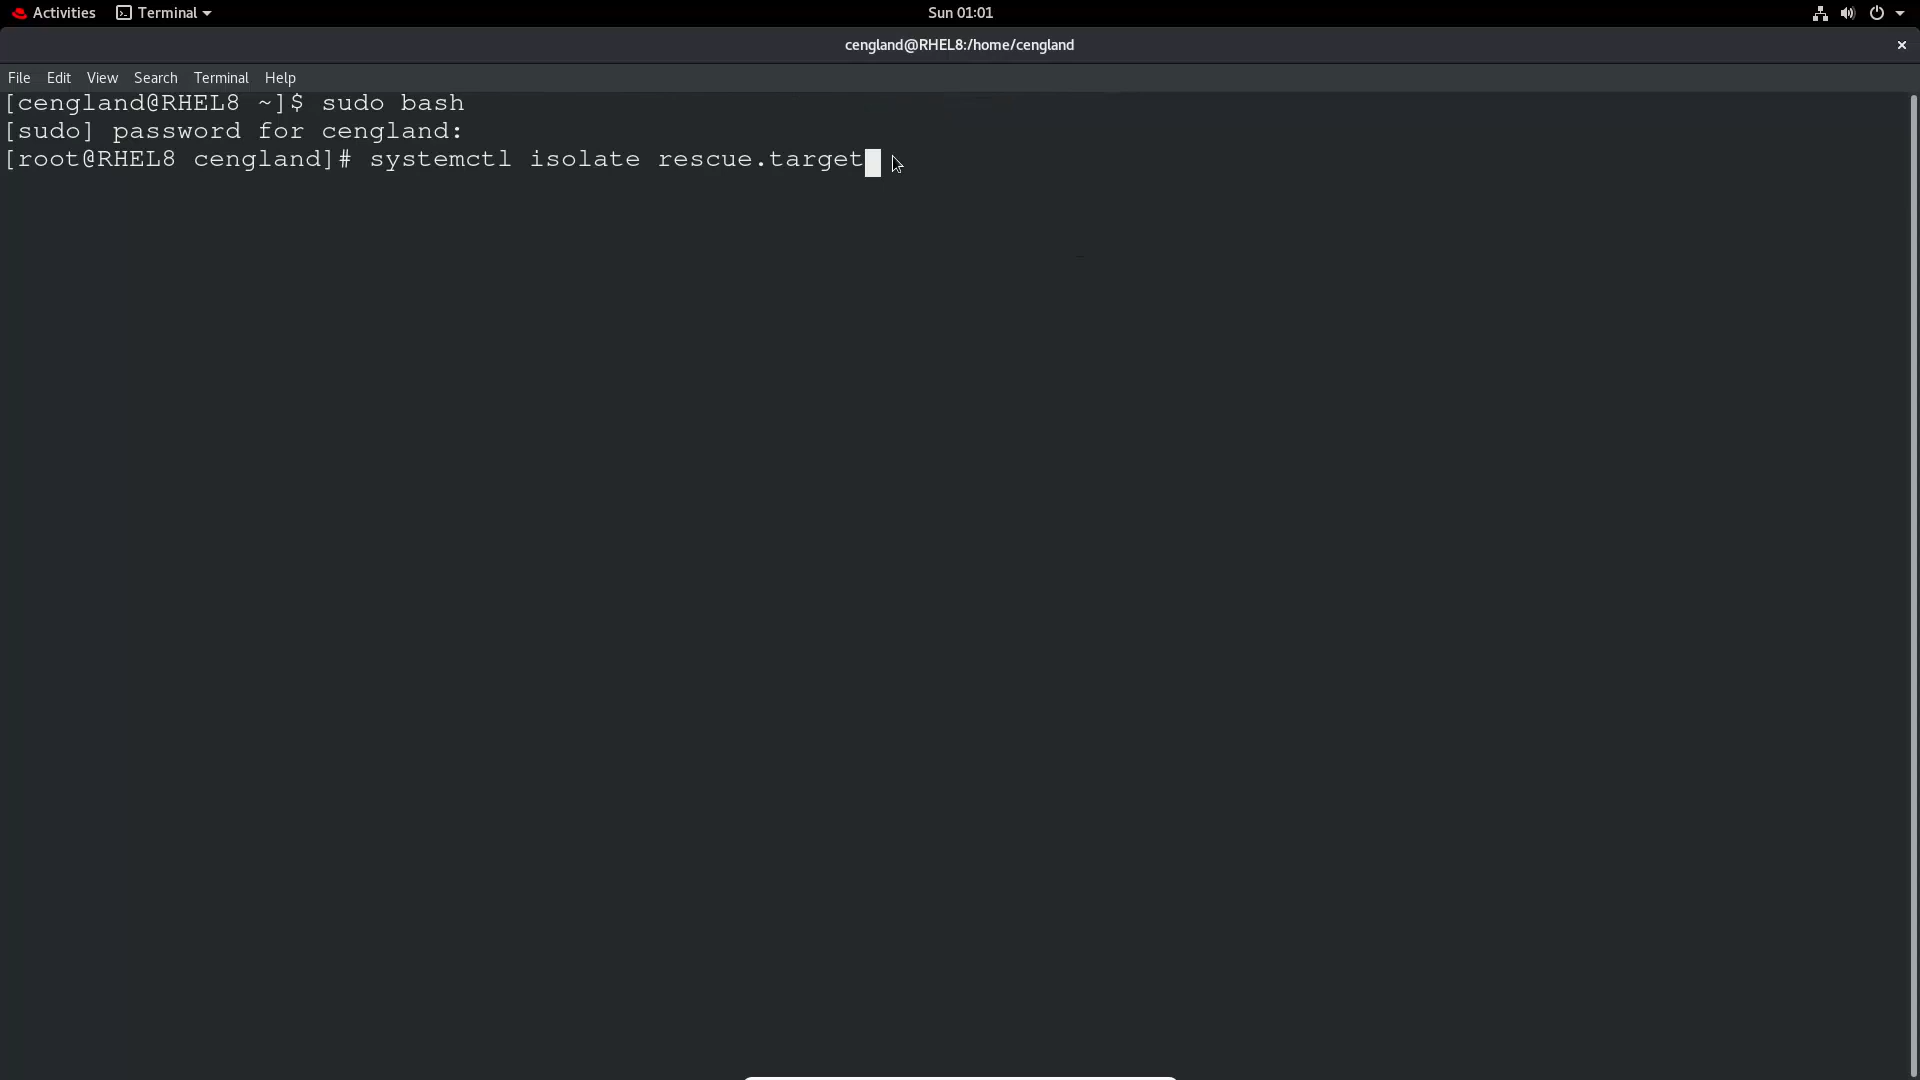 Activities Terminal Sun 01:01
cengland@RHEL8:/home/cengland
File Edit View Search Terminal Help
[cengland@RHEL8 ~]$ sudo bash
[sudo] password for cengland:
[root@RHEL8 cengland]# systemctl isolate rescue.target